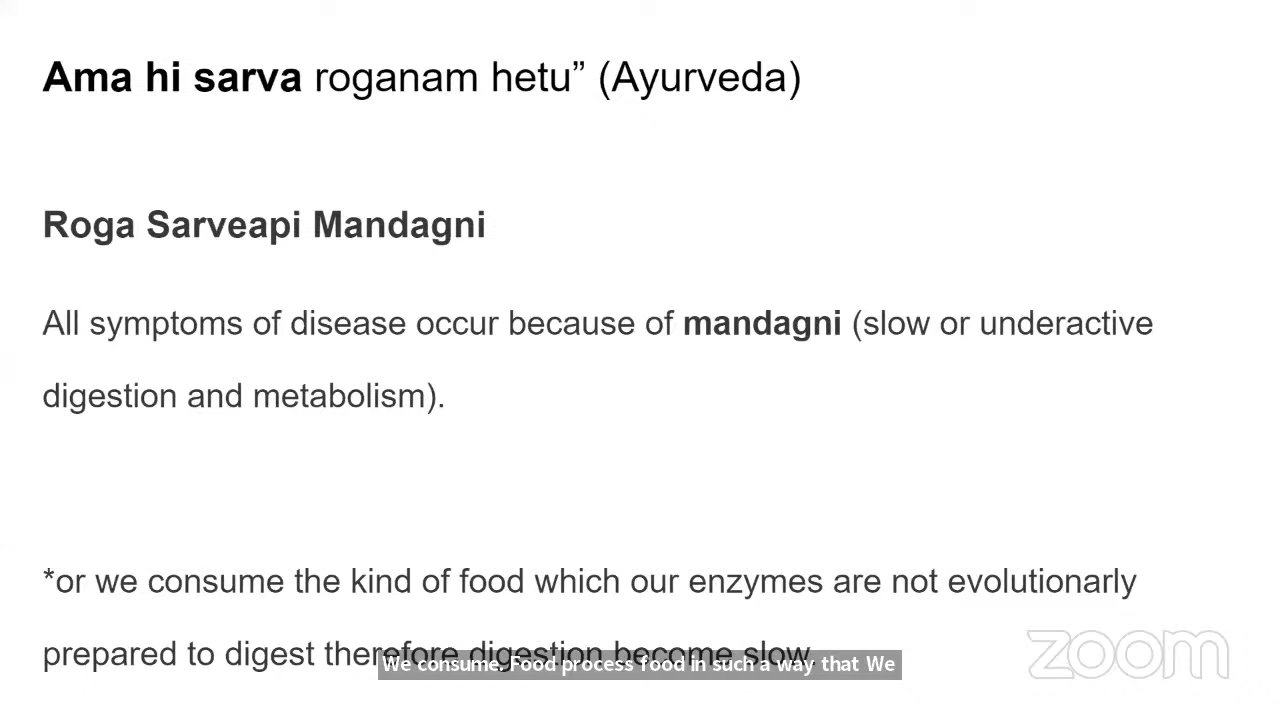 Ama hi sarva roganam hetu” (Ayurveda)
Roga Sarveapi Mandagni
All symptoms of disease occur because of mandagni (slow or underactive
digestion and metabolism).
*or we consume the kind of food which our enzymes are not evolutionarly
prepared to digest therefore digestion become slow.
We consume. Food process food in such a way that We
zoom